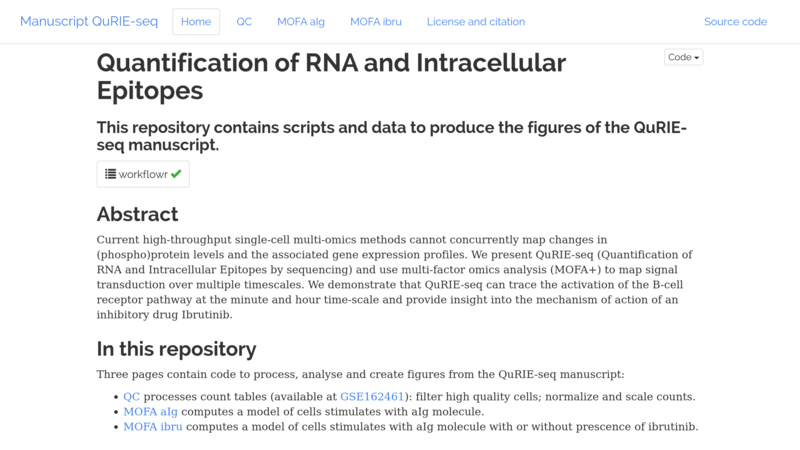 Manuscript QuRIE-seq Home QC MOFA aIg MOFA ibru License and citation Source code
Quantification of RNA and Intracellular
Epitopes
Code
This repository contains scripts and data to produce the figures of the QuRIE-
seq manuscript.
workflowr
Abstract
Current high-throughput single-cell multi-omics methods cannot concurrently map changes in
(phospho)protein levels and the associated gene expression profiles. We present QuRIE-seq (Quantification of
RNA and Intracellular Epitopes by sequencing) and use multi-factor omics analysis (MOFA+) to map signal
transduction over multiple timescales. We demonstrate that QuRIE-seq can trace the activation of the B-cell
receptor pathway at the minute and hour time-scale and provide insight into the mechanism of action of an
inhibitory drug Ibrutinib.
In this repository
Three pages contain code to process, analyse and create figures from the QuRIE-seq manuscript:
• QC processes count tables (available at GSE162461): filter high quality cells; normalize and scale counts.
• MOFA aIg computes a model of cells stimulates with aIg molecule.
• MOFA ibru computes a model of cells stimulates with aIg molecule with or without prescence of ibrutinib.